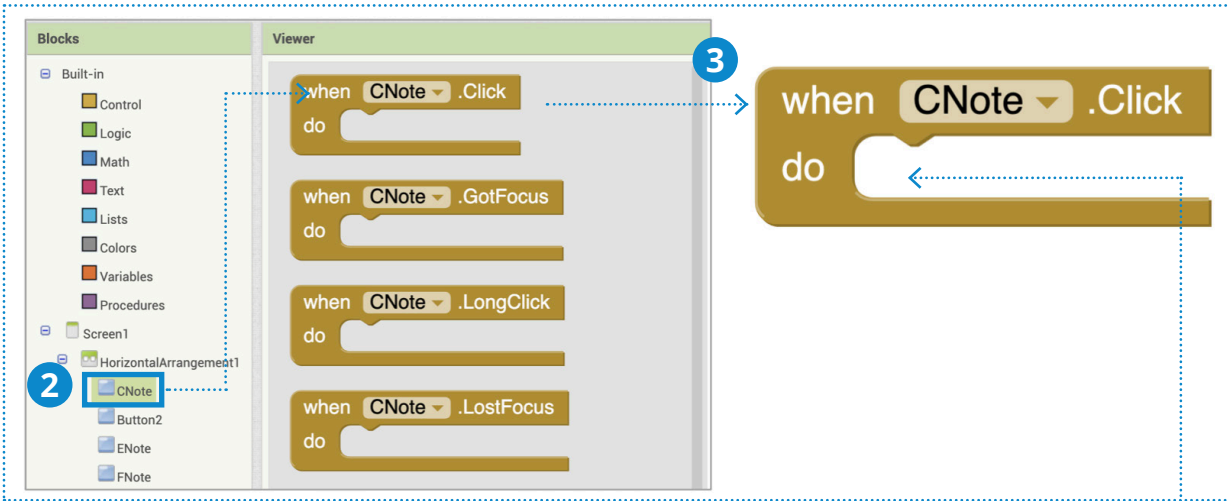 Blocks
Built-in
Control
Logic
Math
Text
Lists
Colors
Variables
Procedures
Screen1
HorizontalArrangement1
2
CNote
Button2
ENote
FNote
Viewer
when CNote .Click
do
when CNote .GotFocus
do
when CNote .LongClick
do
when CNote .LostFocus
do
3
when CNote .Click
do